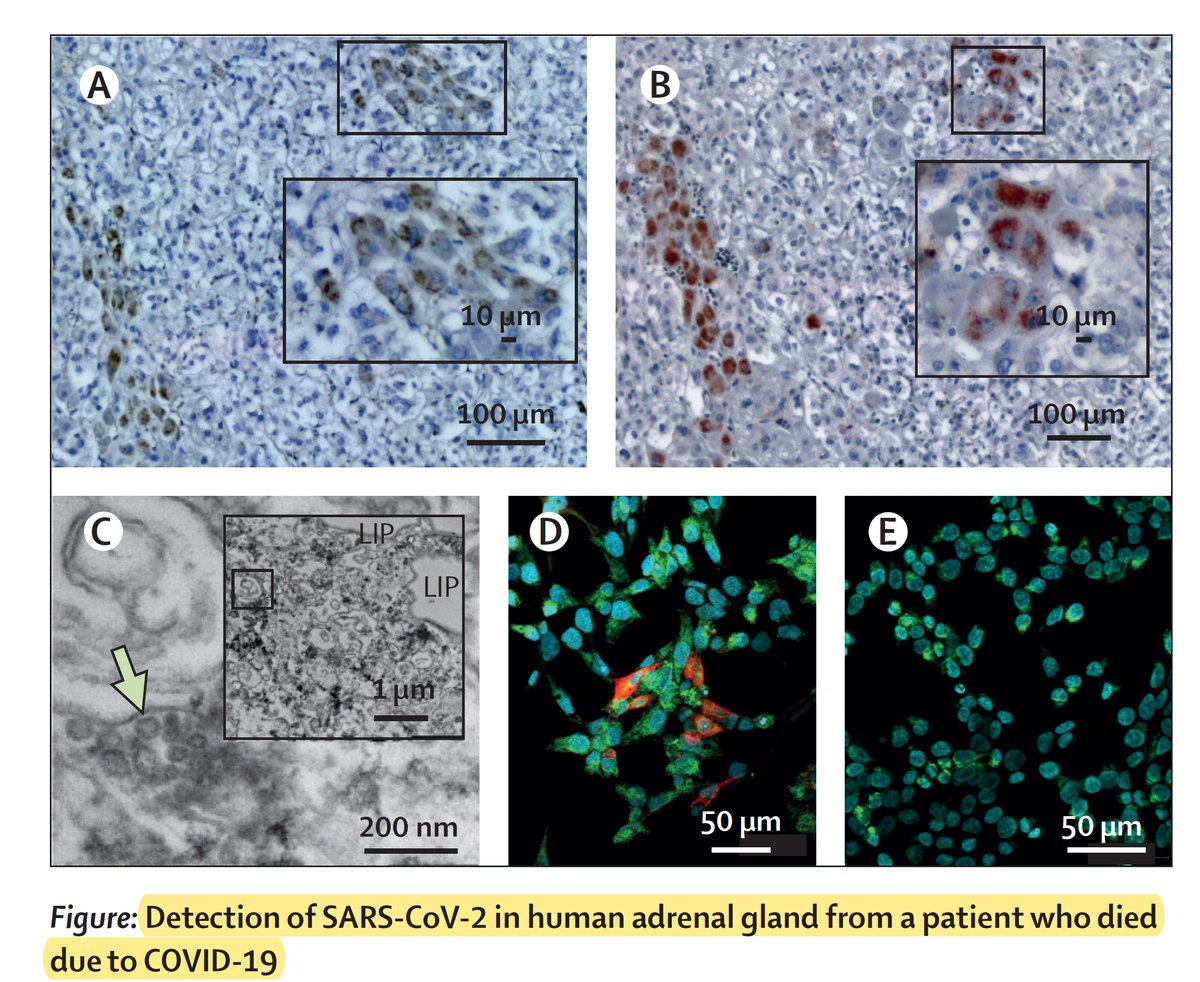 A
B
10 µm
10 µm
100 µm
100 µm
C
LIP
LIP
1 µm
200 nm
D
50 µm
E
50 µm
Figure: Detection of SARS-CoV-2 in human adrenal gland from a patient who died
due to COVID-19